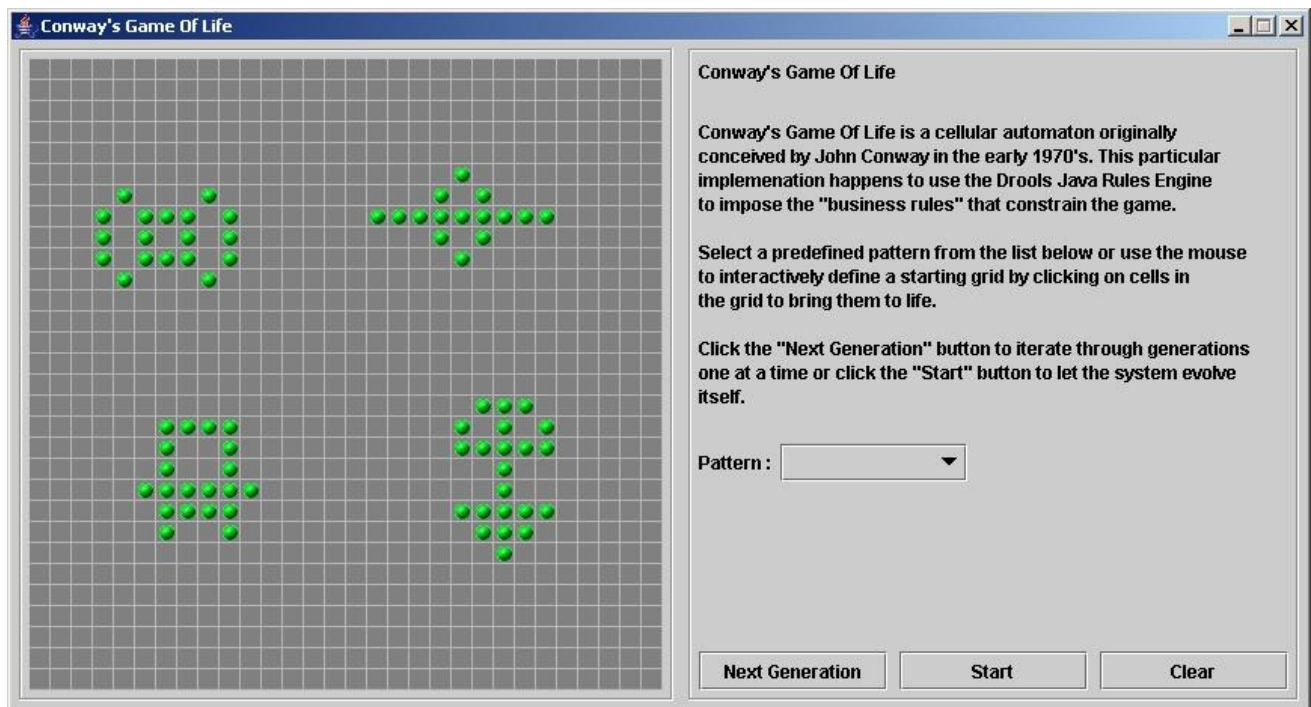 Conway's Game Of Life
Conway's Game Of Life
Conway's Game Of Life is a cellular automaton originally
conceived by John Conway in the early 1970's. This particular
implemenation happens to use the Drools Java Rules Engine
to impose the "business rules" that constrain the game.
Select a predefined pattern from the list below or use the mouse
to interactively define a starting grid by clicking on cells in
the grid to bring them to life.
Click the "Next Generation" button to iterate through generations
one at a time or click the "Start" button to let the system evolve
itself.
Pattern :
Next Generation Start Clear